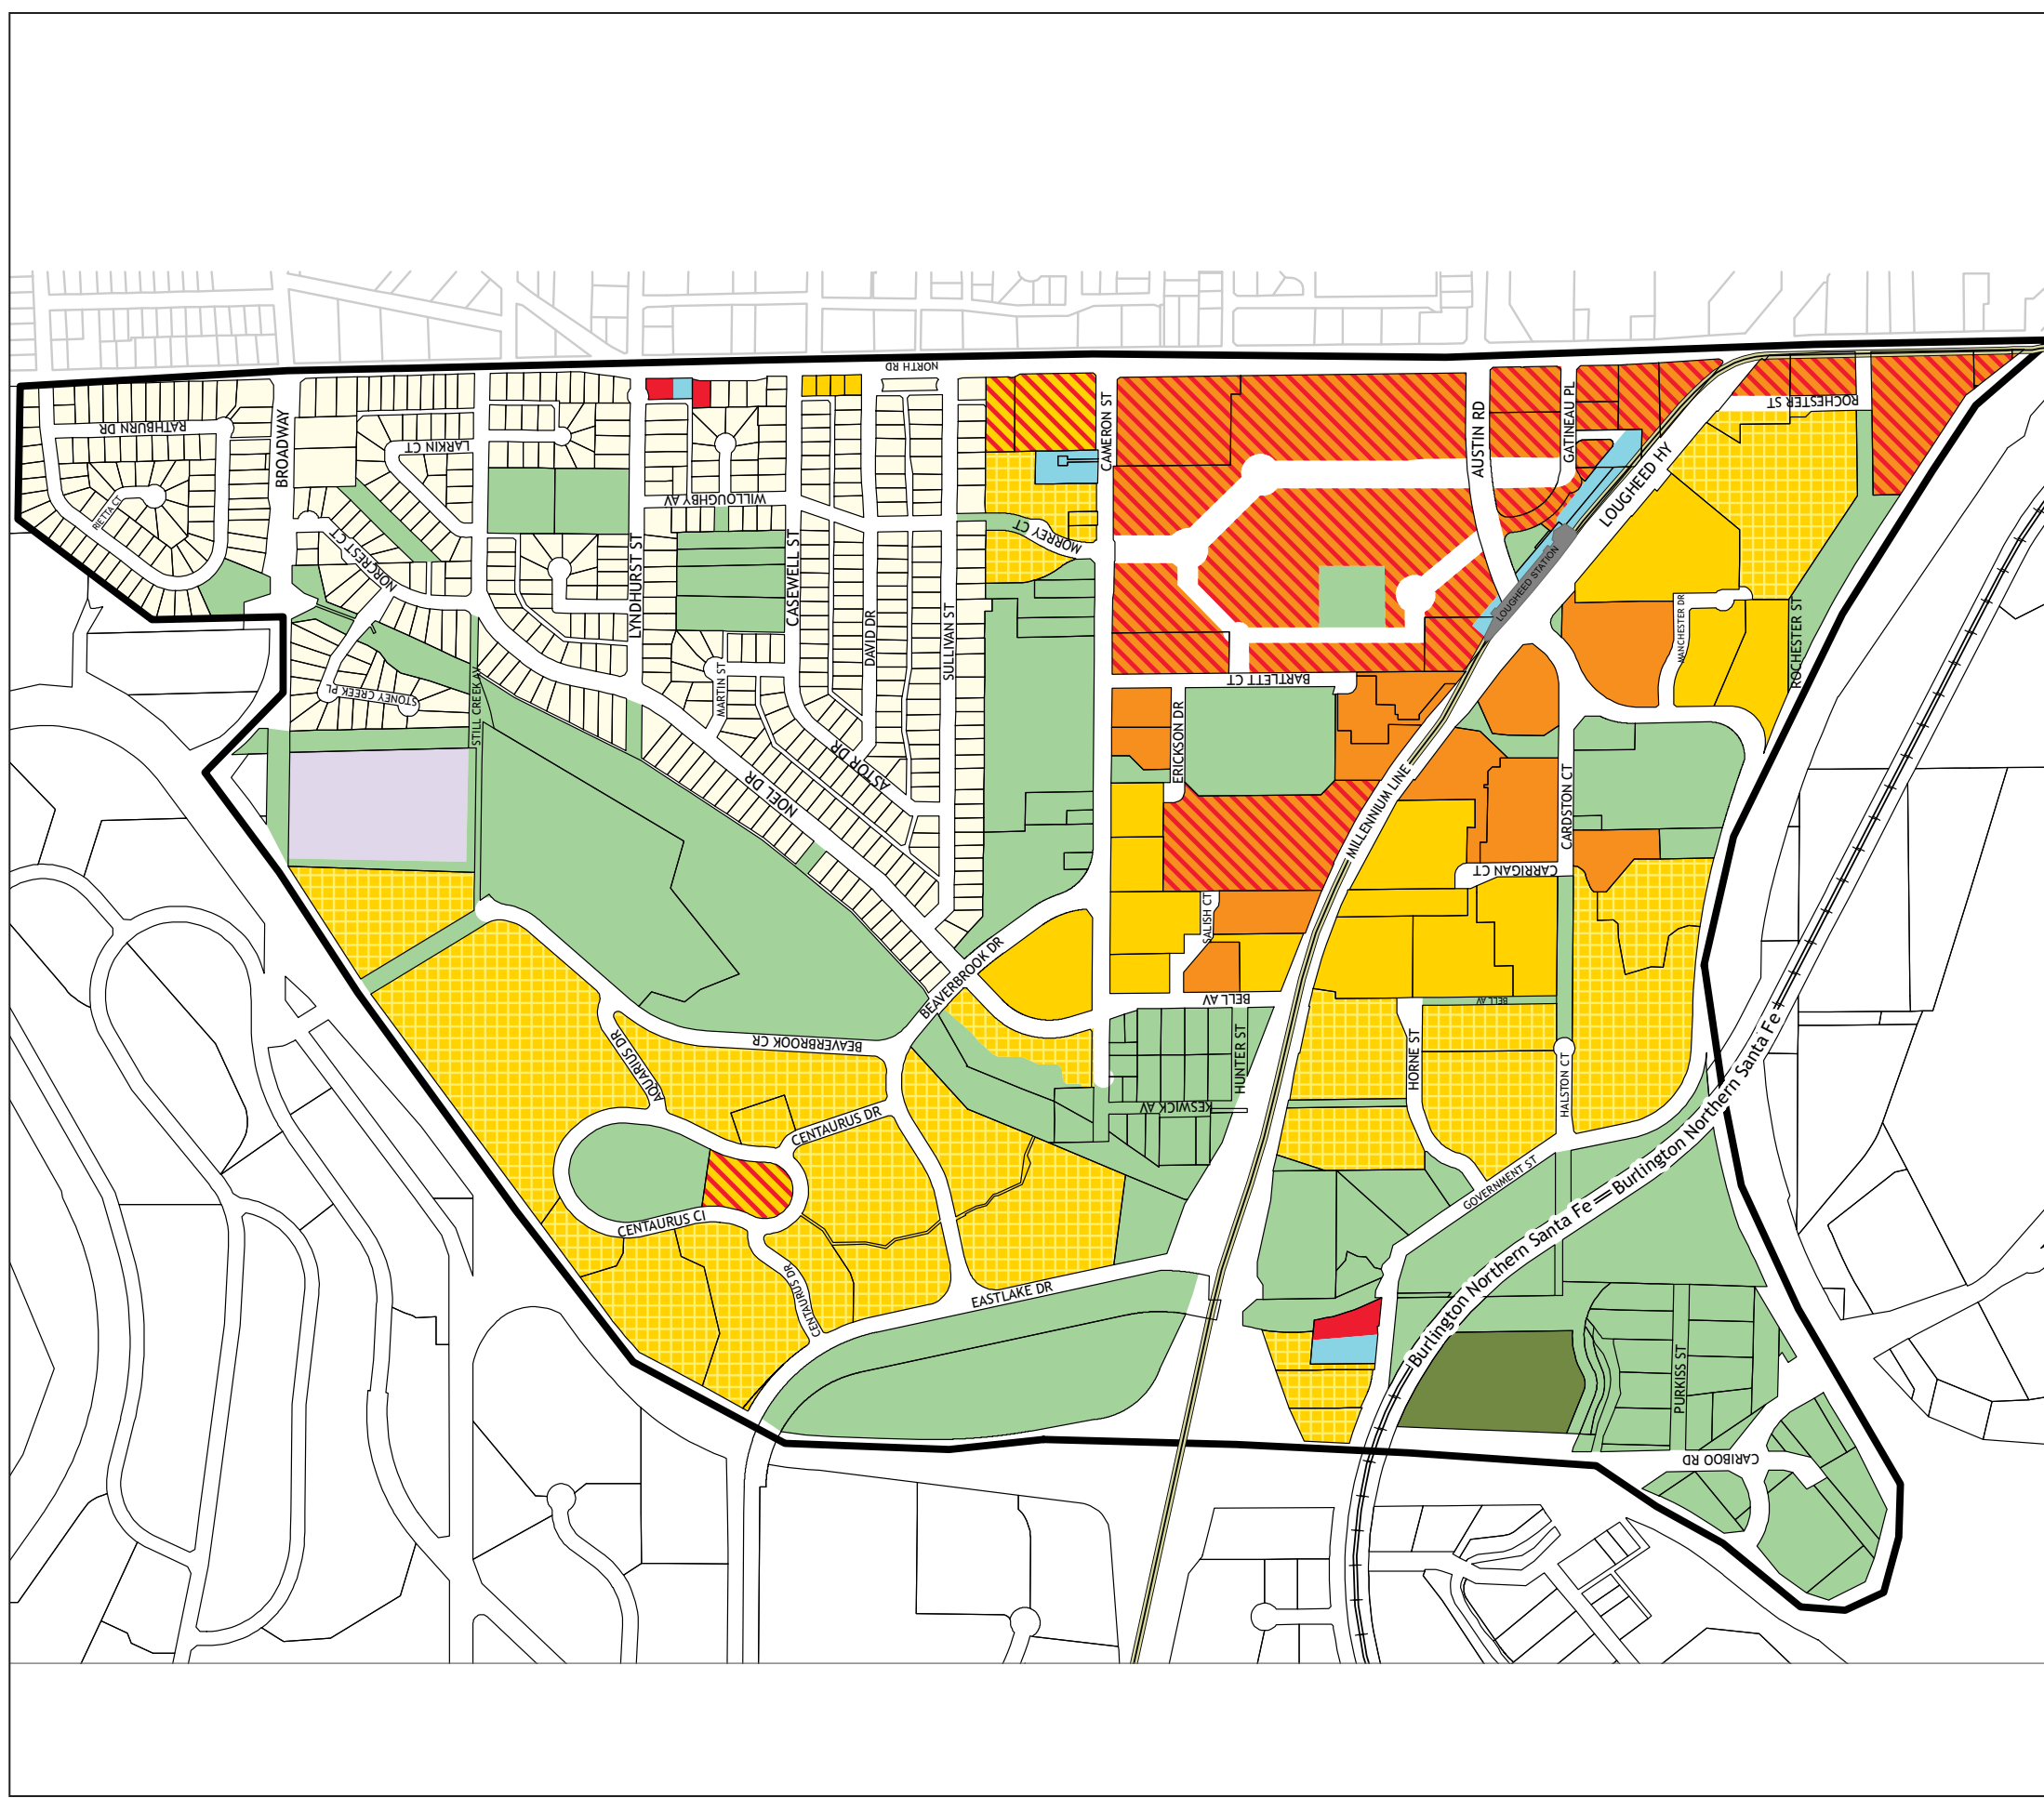 NORTH RD
RATHBURN DR
BROADWAY
LARKIN CT
RIETTA CT
NORCREST CT
LYNDHURST ST
WILLOUGHBY AV
CASEWELL ST
DAVID DR
SULLIVAN ST
MORREY CT
CAMERON ST
AUSTIN RD
GATINEAU PL
LOUGHEED HY
ROCHESTER ST
LOUGHEED STATION
MANCHESTER DR
ROCHESTER ST
STONEY CREEK PL
STILL CREEK AV
MARTIN ST
ASTOR DR
NOEL DR
BARTLETT CT
ERICKSON DR
MILLENNIUM LINE
CARDSTON CT
CARRIGAN CT
SALISH CT
BEAVERBROOK DR
BELL AV
BELL AV
BEAVERBROOK CR
AQUARIUS DR
HUNTER ST
HORNE ST
HALSTON CT
KESWICK AV
CENTAURUS DR
CENTAURUS CI
CENTAURUS DR
EASTLAKE DR
GOVERNMENT ST
Burlington Northern Santa Fe
Burlington Northern Santa Fe
PURKISS ST
CARIBOO RD